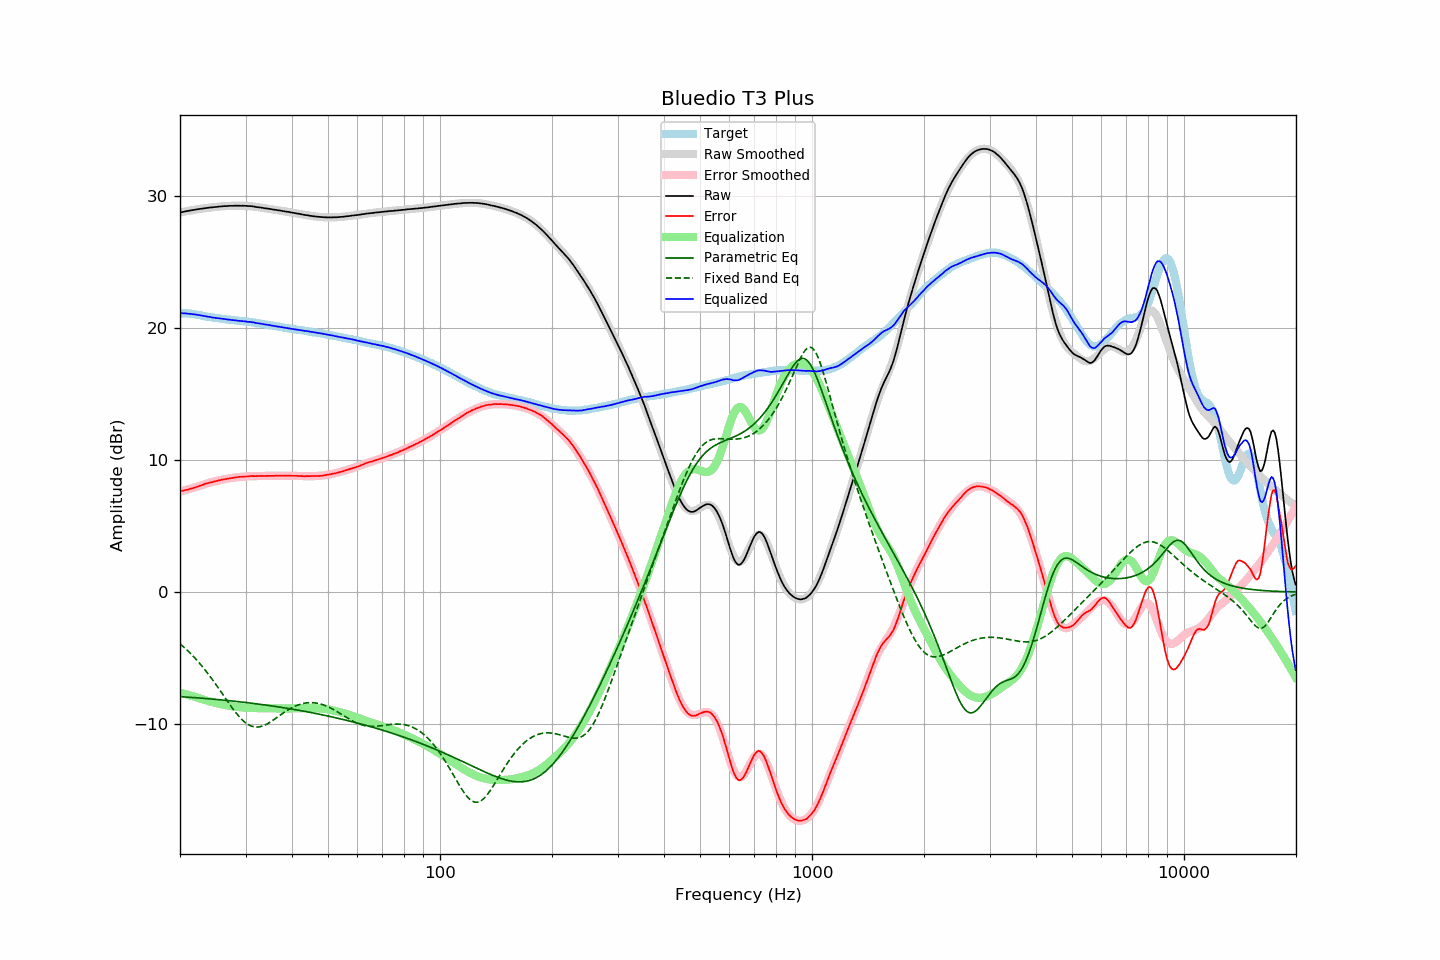 Bluedio T3 Plus
Target
Raw Smoothed
Error Smoothed
Raw
Error
Equalization
Parametric Eq
Fixed Band Eq
Equalized
Amplitude (dBr)
30
20
10
0
−10
100
1000
10000
Frequency (Hz)